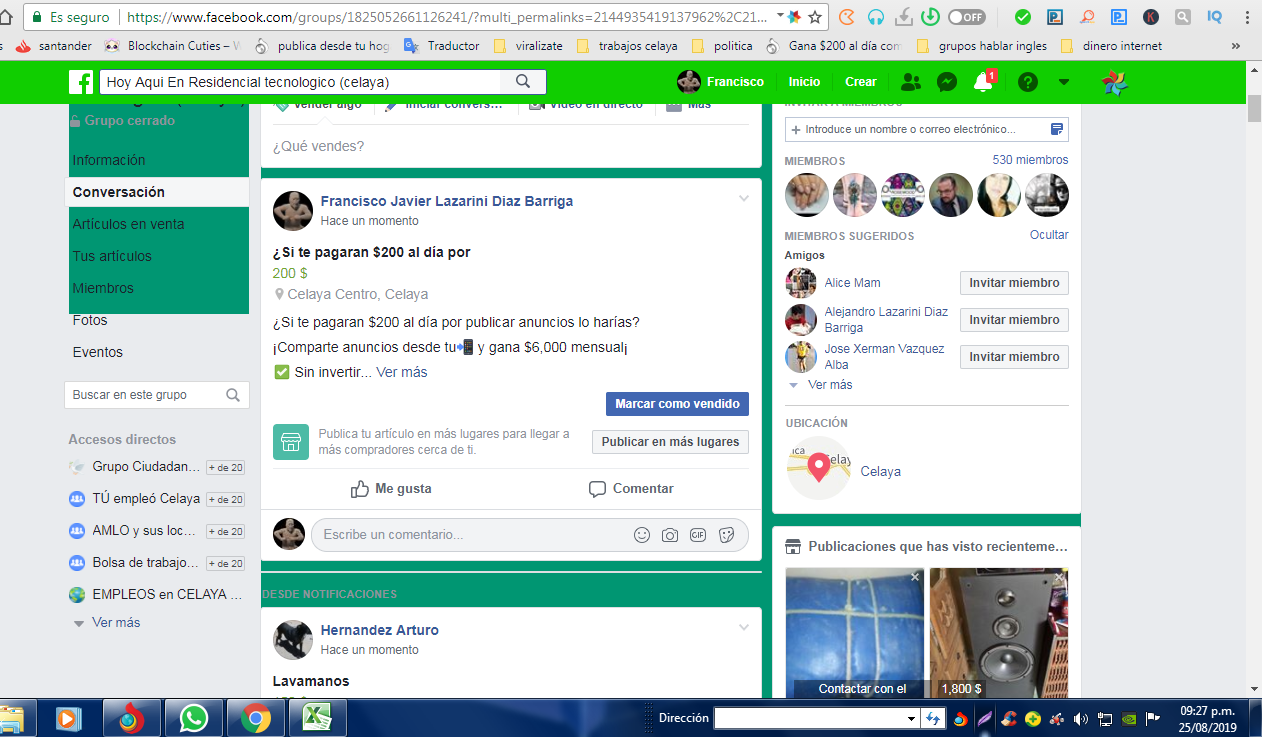 Es seguro | https://www.facebook.com/groups/1825052661126241/?multi_permalinks=2144935419137962%2C21...
OFF
IQ
santander
Blockchain Cuties –
publica desde tu hog
Traductor
viralizate
trabajos celaya
politica
Gana $200 al día com
grupos hablar ingles
dinero internet
»
Hoy Aqui En Residencial tecnologico (celaya)
Francisco
Inicio
Crear
1
Grupo cerrado
Información
Conversación
Artículos en venta
Tus artículos
Miembros
Fotos
Eventos
Buscar en este grupo
Accesos directos
Grupo Ciudadan... + de 20
TÚ empleó Celaya + de 20
AMLO y sus loc... + de 20
Bolsa de trabajo... + de 20
EMPLEOS en CELAYA ...
Ver más
Vender algo
Iniciar convers...
Video en directo
Más
¿Qué vendes?
Francisco Javier Lazarini Diaz Barriga
Hace un momento
¿Si te pagaran $200 al día por
200 $
Celaya Centro, Celaya
¿Si te pagaran $200 al día por publicar anuncios lo harías?
¡Comparte anuncios desde tu📲 y gana $6,000 mensual¡
✅ Sin invertir... Ver más
Marcar como vendido
Publica tu artículo en más lugares para llegar a
más compradores cerca de ti.
Publicar en más lugares
Me gusta
Comentar
Escribe un comentario...
GIF
DESDE NOTIFICACIONES
Hernandez Arturo
Hace un momento
Lavamanos
INVITAR A MIEMBROS
+ Introduce un nombre o correo electrónico...
MIEMBROS
530 miembros
MIEMBROS SUGERIDOS
Ocultar
Amigos
Alice Mam
Invitar miembro
Alejandro Lazarini Diaz
Barriga
Invitar miembro
Jose Xerman Vazquez
Alba
Invitar miembro
Ver más
UBICACIÓN
Celaya
Publicaciones que has visto recienteme...
Contactar con el
1,800 $
Dirección
09:27 p.m.
25/08/2019